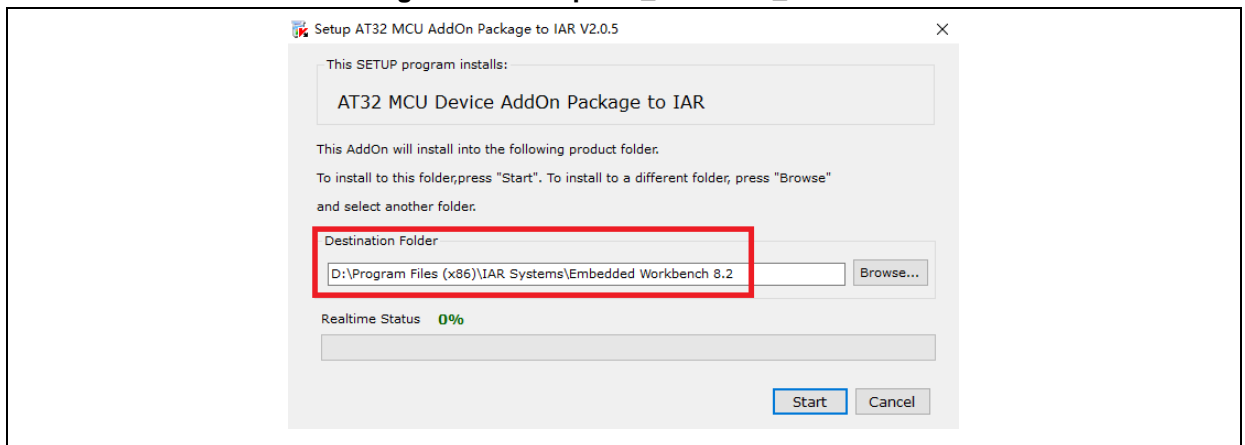 Setup AT32 MCU AddOn Package to IAR V2.0.5
This SETUP program installs:
AT32 MCU Device AddOn Package to IAR
This AddOn will install into the following product folder.
To install to this folder,press "Start". To install to a different folder, press "Browse"
and select another folder.
Destination Folder
D:\Program Files (x86)\IAR Systems\Embedded Workbench 8.2
Browse...
Realtime Status 0%
Start Cancel